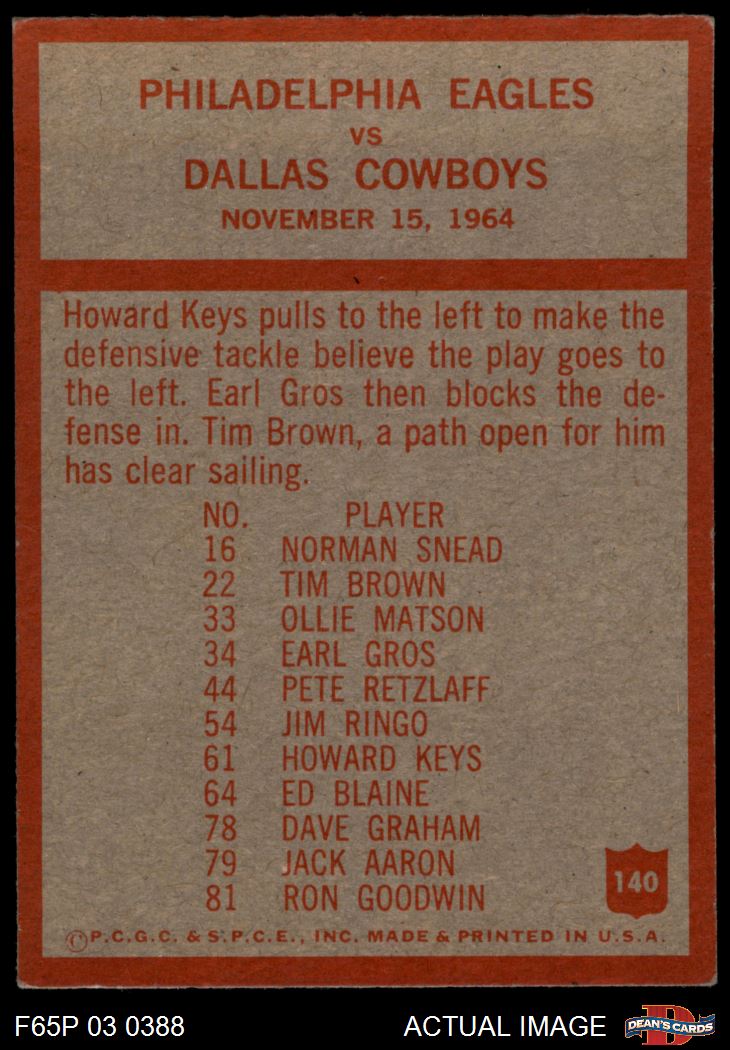 PHILADELPHIA EAGLES
VS
DALLAS COWBOYS
NOVEMBER 15, 1964
Howard Keys pulls to the left to make the
defensive tackle believe the play goes to
the left. Earl Gros then blocks the de-
fense in. Tim Brown, a path open for him
has clear sailing.
NO. PLAYER
16 NORMAN SNEAD
22 TIM BROWN
33 OLLIE MATSON
34 EARL GROS
44 PETE RETZLAFF
54 JIM RINGO
61 HOWARD KEYS
64 ED BLAINE
78 DAVE GRAHAM
79 JACK AARON
81 RON GOODWIN
140
©P.C.G.C. & S.P.C.E., INC. MADE & PRINTED IN U.S.A.
F65P 03 0388 ACTUAL IMAGE D DEAN'S CARDS